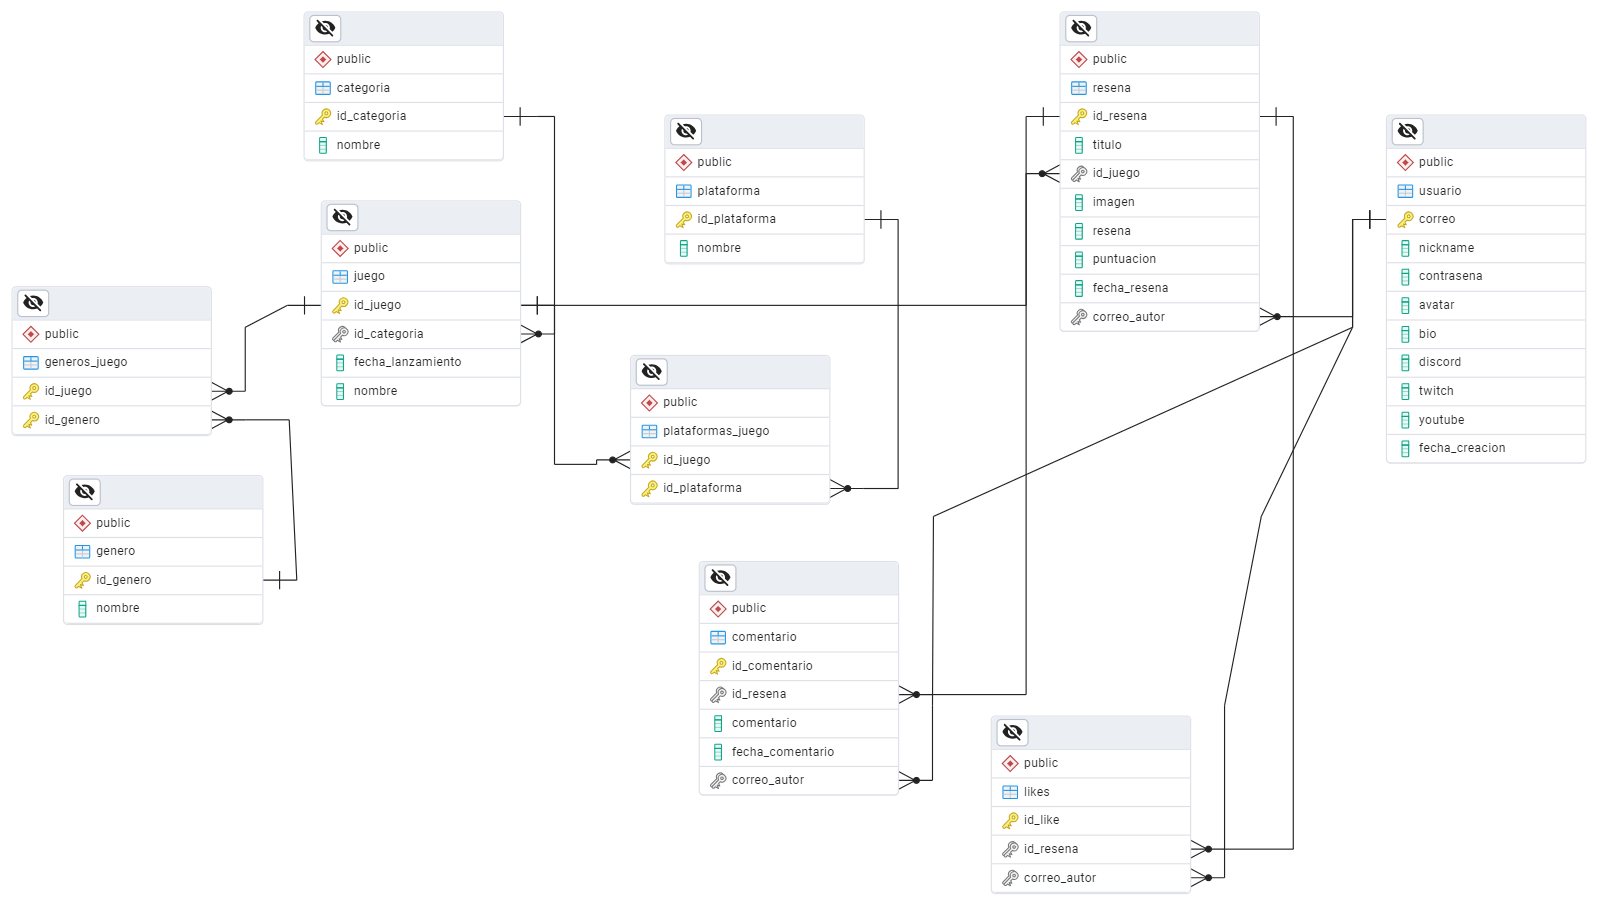 public
categoria
id_categoria
nombre
public
juego
id_juego
id_categoria
fecha_lanzamiento
nombre
public
generos_juego
id_juego
id_genero
public
genero
id_genero
nombre
public
plataforma
id_plataforma
nombre
public
plataformas_juego
id_juego
id_plataforma
public
comentario
id_comentario
id_resena
comentario
fecha_comentario
correo_autor
public
resena
id_resena
titulo
id_juego
imagen
resena
puntuacion
fecha_resena
correo_autor
public
likes
id_like
id_resena
correo_autor
public
usuario
correo
nickname
contrasena
avatar
bio
discord
twitch
youtube
fecha_creacion